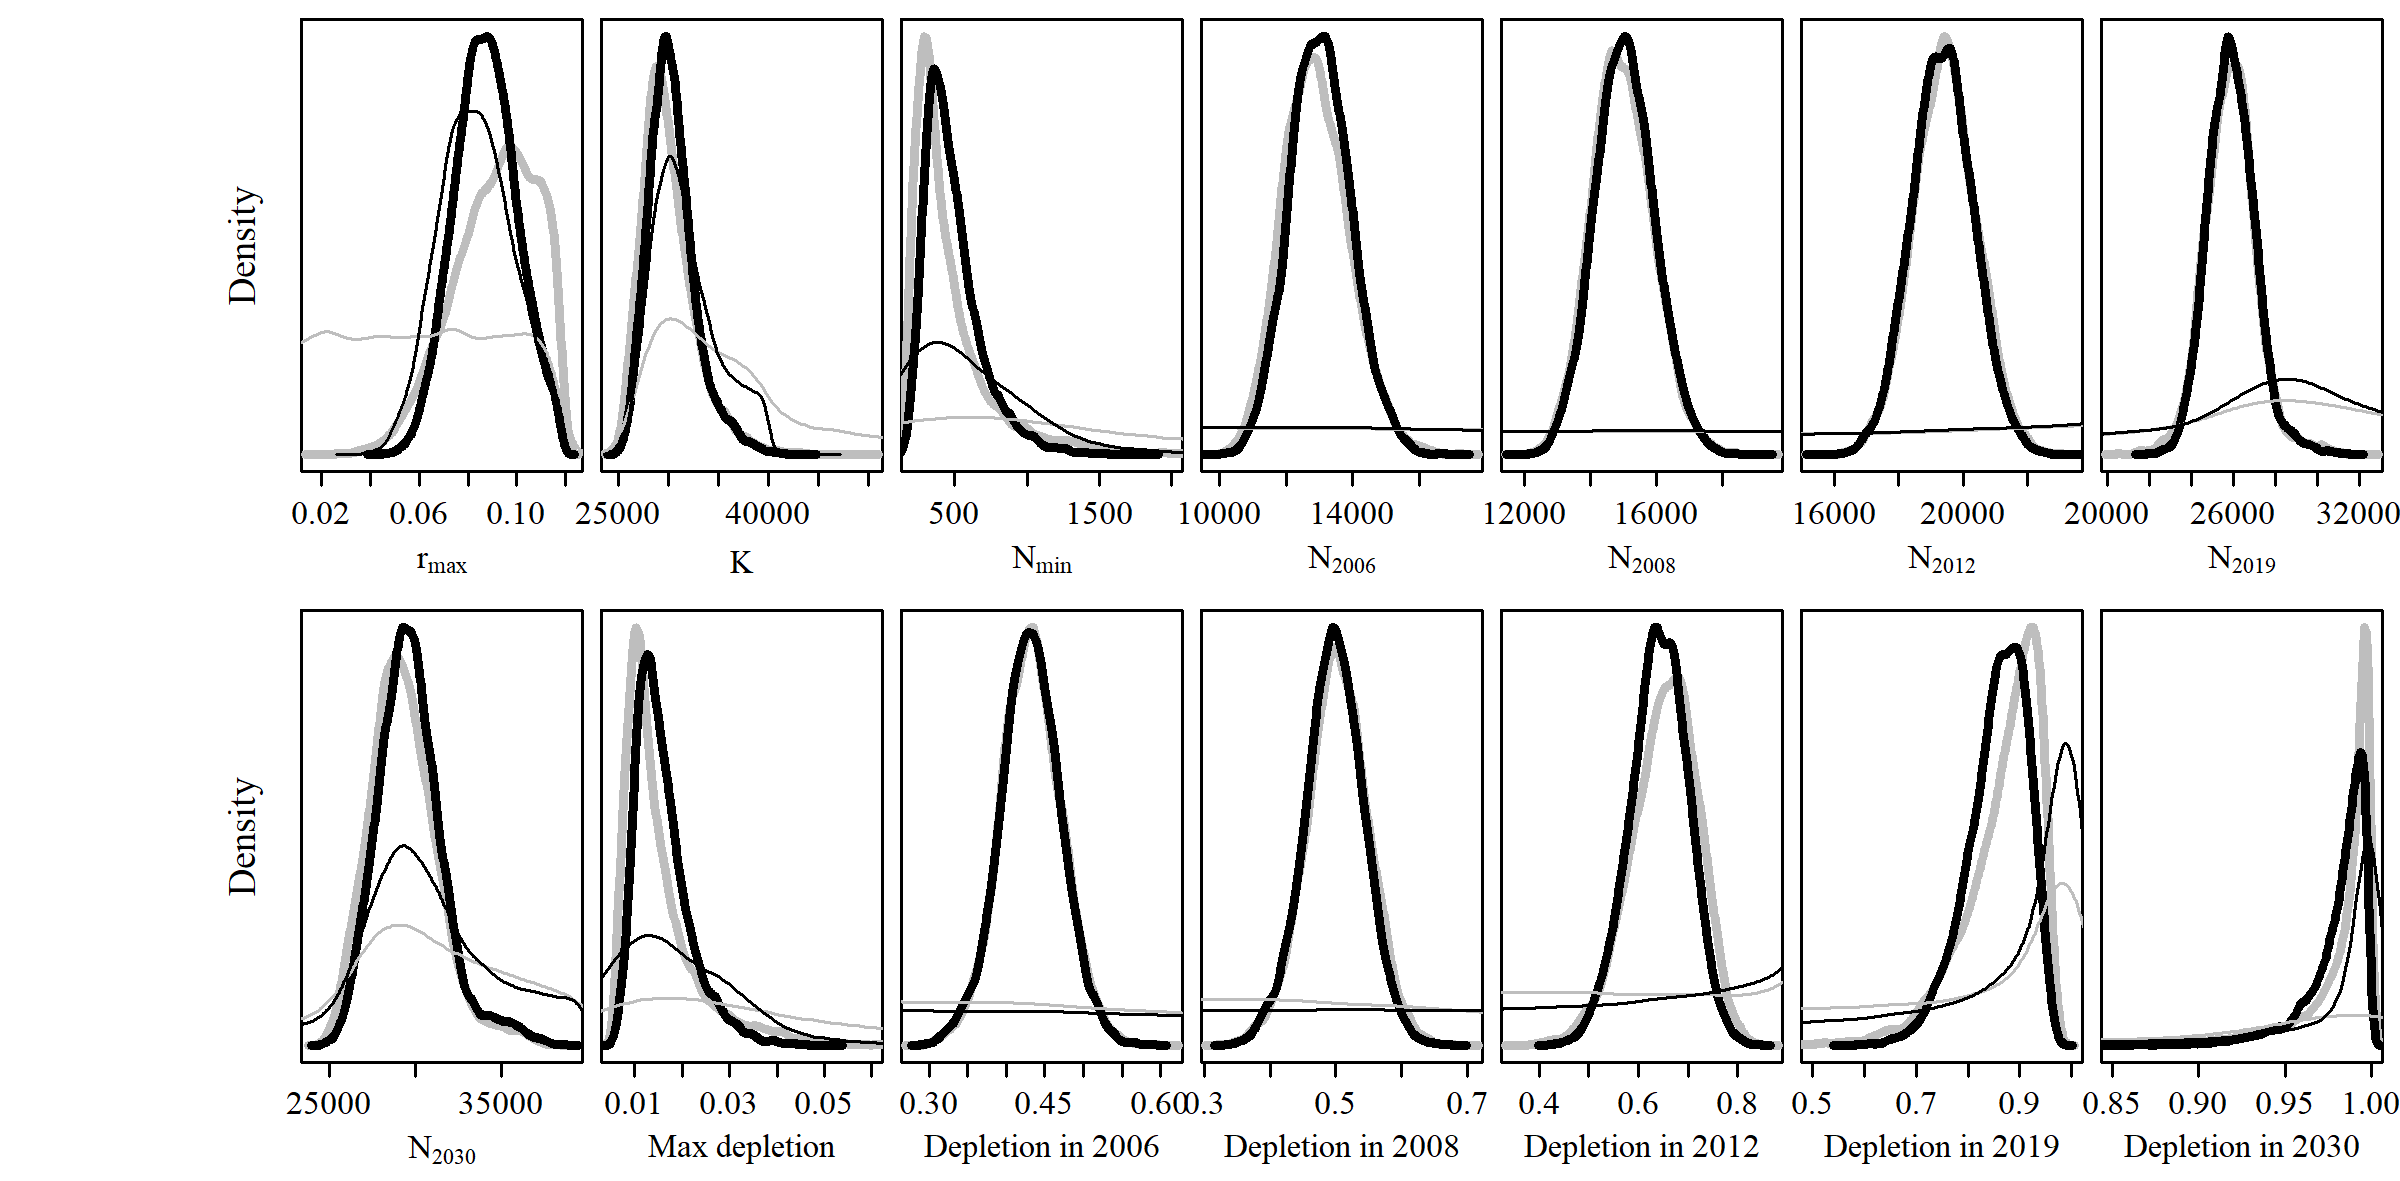 Density
0.02 0.06 0.10 25000 40000 500 1500 10000 14000 12000 16000 16000 20000 20000 26000 32000
r_max K N_min N_2006 N_2008 N_2012 N_2019
Density
25000 35000 0.01 0.03 0.05 0.30 0.45 0.60 0.3 0.5 0.7 0.4 0.6 0.8 0.5 0.7 0.9 0.85 0.90 0.95 1.00
N_2030 Max depletion Depletion in 2006 Depletion in 2008 Depletion in 2012 Depletion in 2019 Depletion in 2030